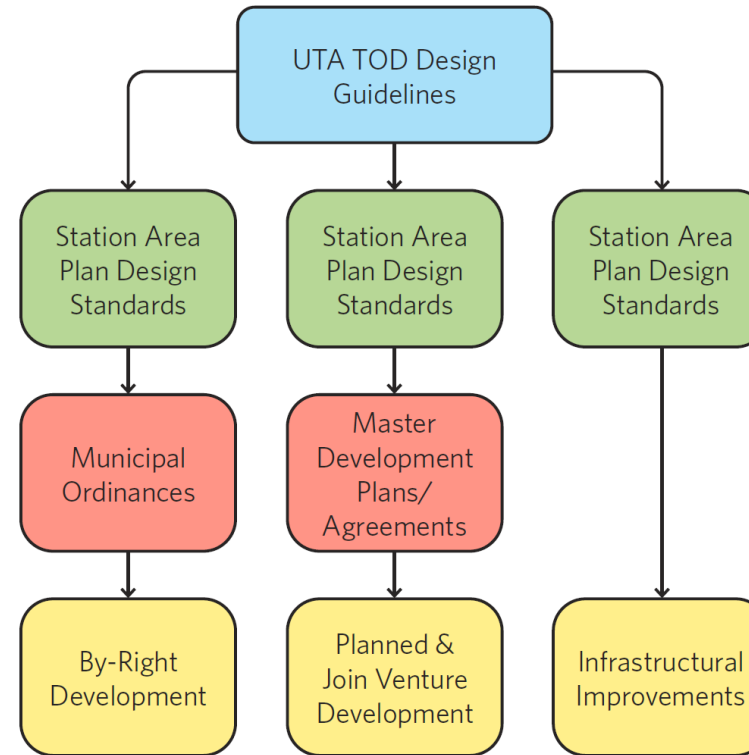 UTA TOD Design
Guidelines
Station Area
Plan Design
Standards
Station Area
Plan Design
Standards
Station Area
Plan Design
Standards
Municipal
Ordinances
Master
Development
Plans/
Agreements
By-Right
Development
Planned &
Join Venture
Development
Infrastructural
Improvements